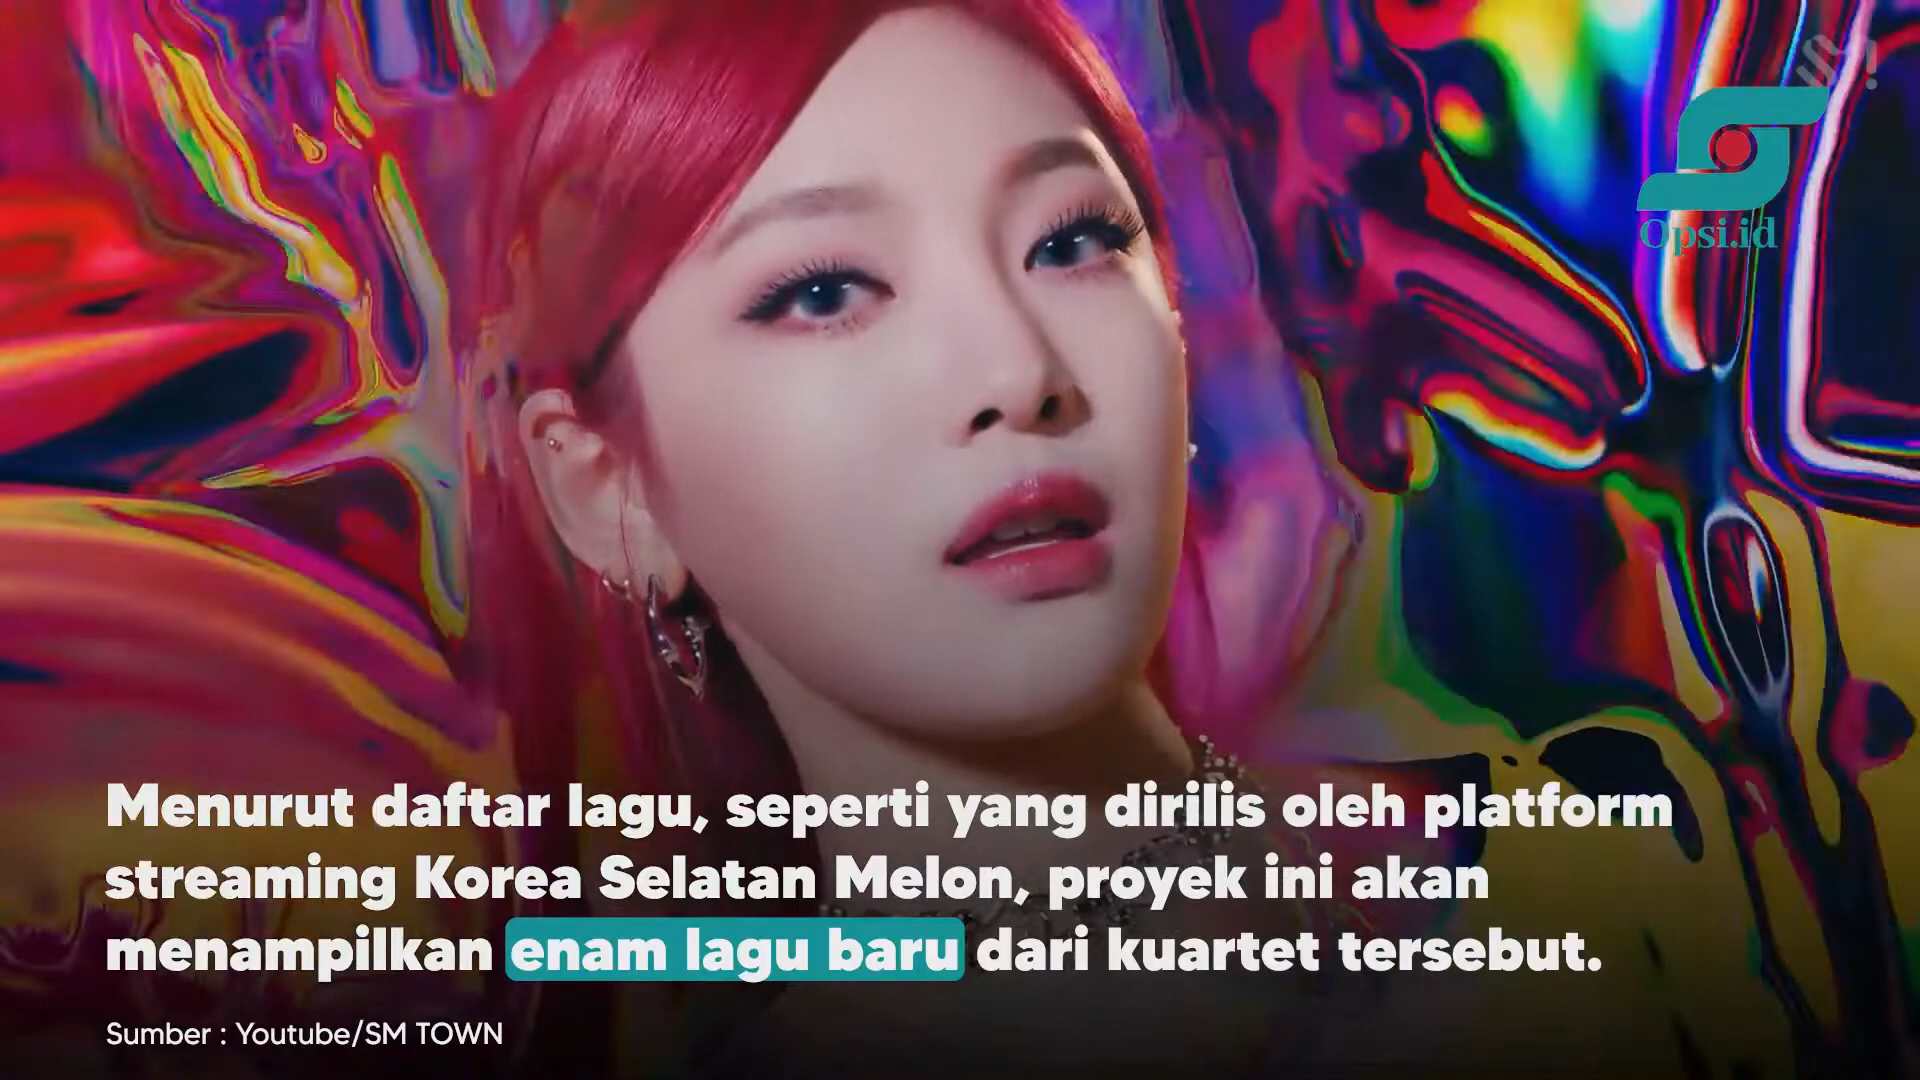 Opsi.id
Menurut daftar lagu, seperti yang dirilis oleh platform
streaming Korea Selatan Melon, proyek ini akan
menampilkan enam lagu baru dari kuartet tersebut.
Sumber : Youtube/SM TOWN